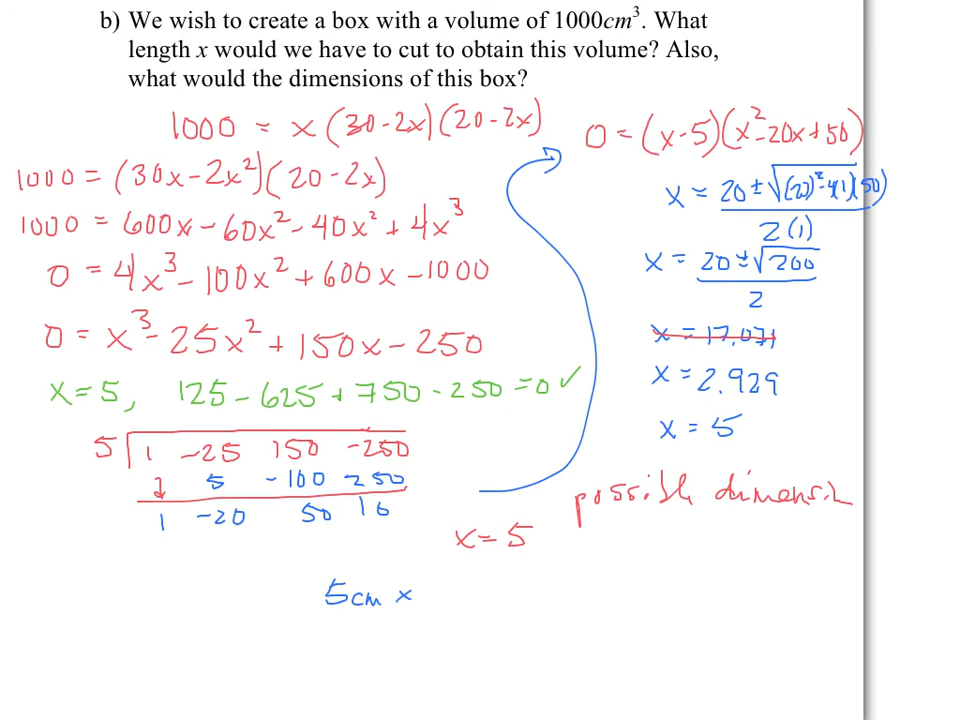 b) We wish to create a box with a volume of 1000cm³. What
length x would we have to cut to obtain this volume? Also,
what would the dimensions of this box?
1000 = x(30-2x)(20-2x)
1000 = (30x-2x²)(20-2x)
1000 = 600x-60x²-40x²+4x³
0 = 4x³-100x²+600x-1000
0 = x³-25x²+150x-250
x=5, 125-625+750-250=0✓
5 1 -25 150 -250
↓ 5 -100 250
1 -20 50
x=5
0=(x-5)(x²-20x+50)
x = 20±√(20)²-4(1)(50)
2(1)
x = 20±√200
2
x = 17.071
x = 2.929
x = 5
possible dimensin
5cm x